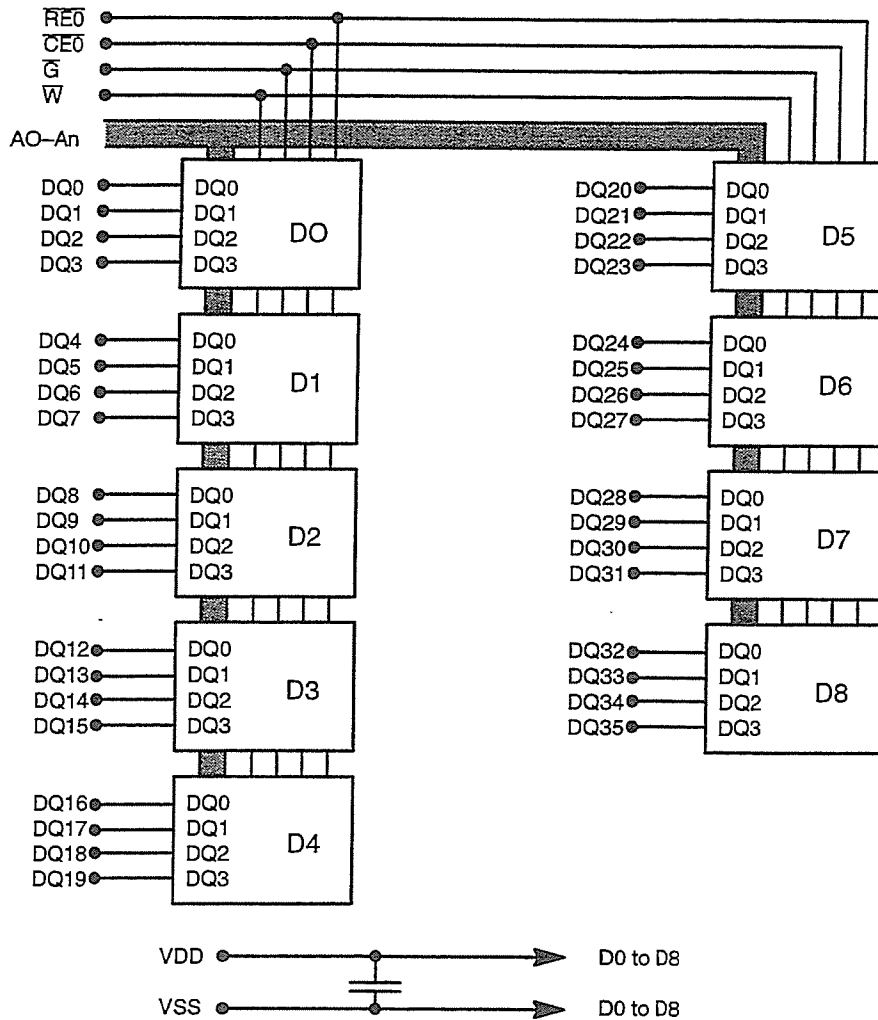 RE0
CE0
G
W
AO–An
DQ0
DQ1
DQ2
DQ3
DQ0
DQ1
DQ2
DQ3
D0
DQ20
DQ21
DQ22
DQ23
DQ0
DQ1
DQ2
DQ3
D5
DQ4
DQ5
DQ6
DQ7
DQ0
DQ1
DQ2
DQ3
D1
DQ24
DQ25
DQ26
DQ27
DQ0
DQ1
DQ2
DQ3
D6
DQ8
DQ9
DQ10
DQ11
DQ0
DQ1
DQ2
DQ3
D2
DQ28
DQ29
DQ30
DQ31
DQ0
DQ1
DQ2
DQ3
D7
DQ12
DQ13
DQ14
DQ15
DQ0
DQ1
DQ2
DQ3
D3
DQ32
DQ33
DQ34
DQ35
DQ0
DQ1
DQ2
DQ3
D8
DQ16
DQ17
DQ18
DQ19
DQ0
DQ1
DQ2
DQ3
D4
VDD
D0 to D8
VSS
D0 to D8